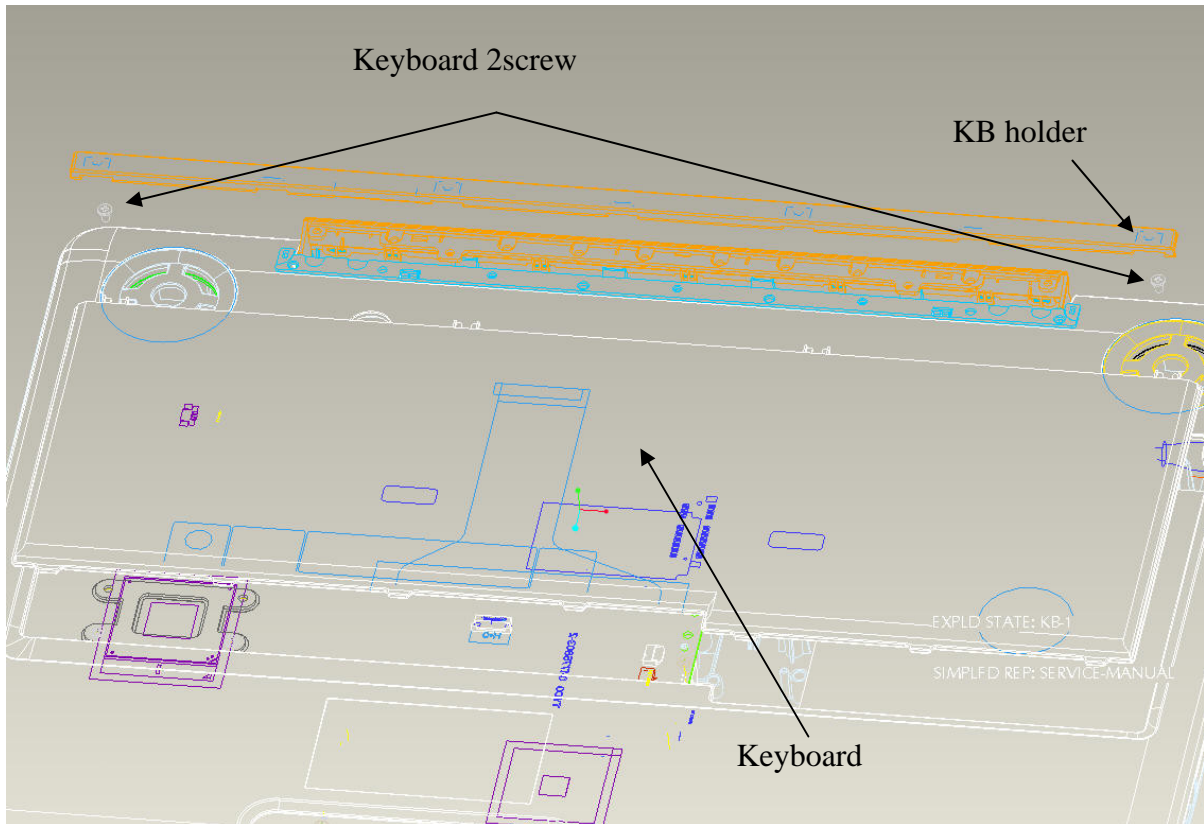 Keyboard 2screw
KB holder
EXPLD STATE: KB-1
SIMPLFD REP: SERVICE-MANUAL
Keyboard